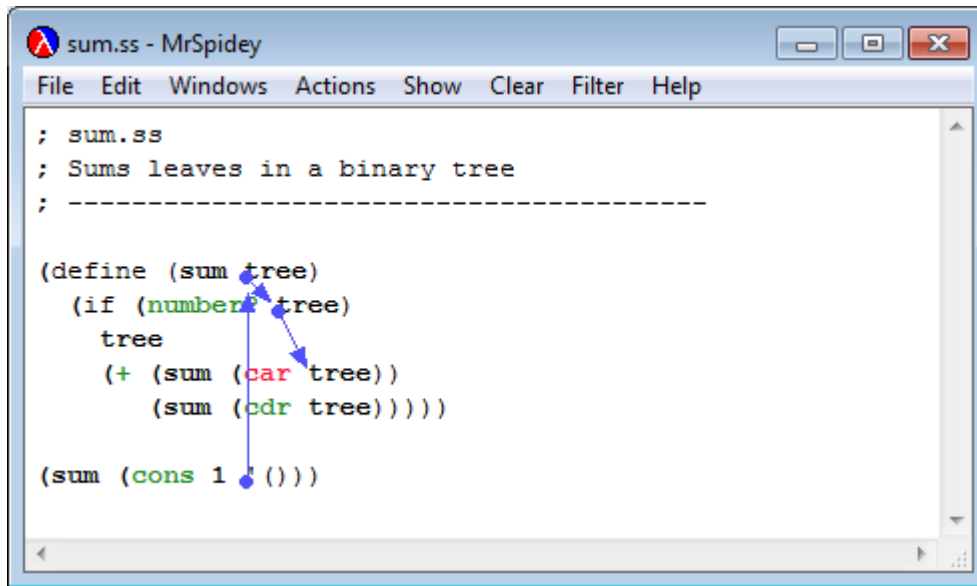 sum.ss - MrSpidey
File Edit Windows Actions Show Clear Filter Help
; sum.ss
; Sums leaves in a binary tree
; ----------------------------------------
(define (sum tree)
  (if (number? tree)
    tree
    (+ (sum (car tree))
       (sum (cdr tree)))))
(sum (cons 1 '()))